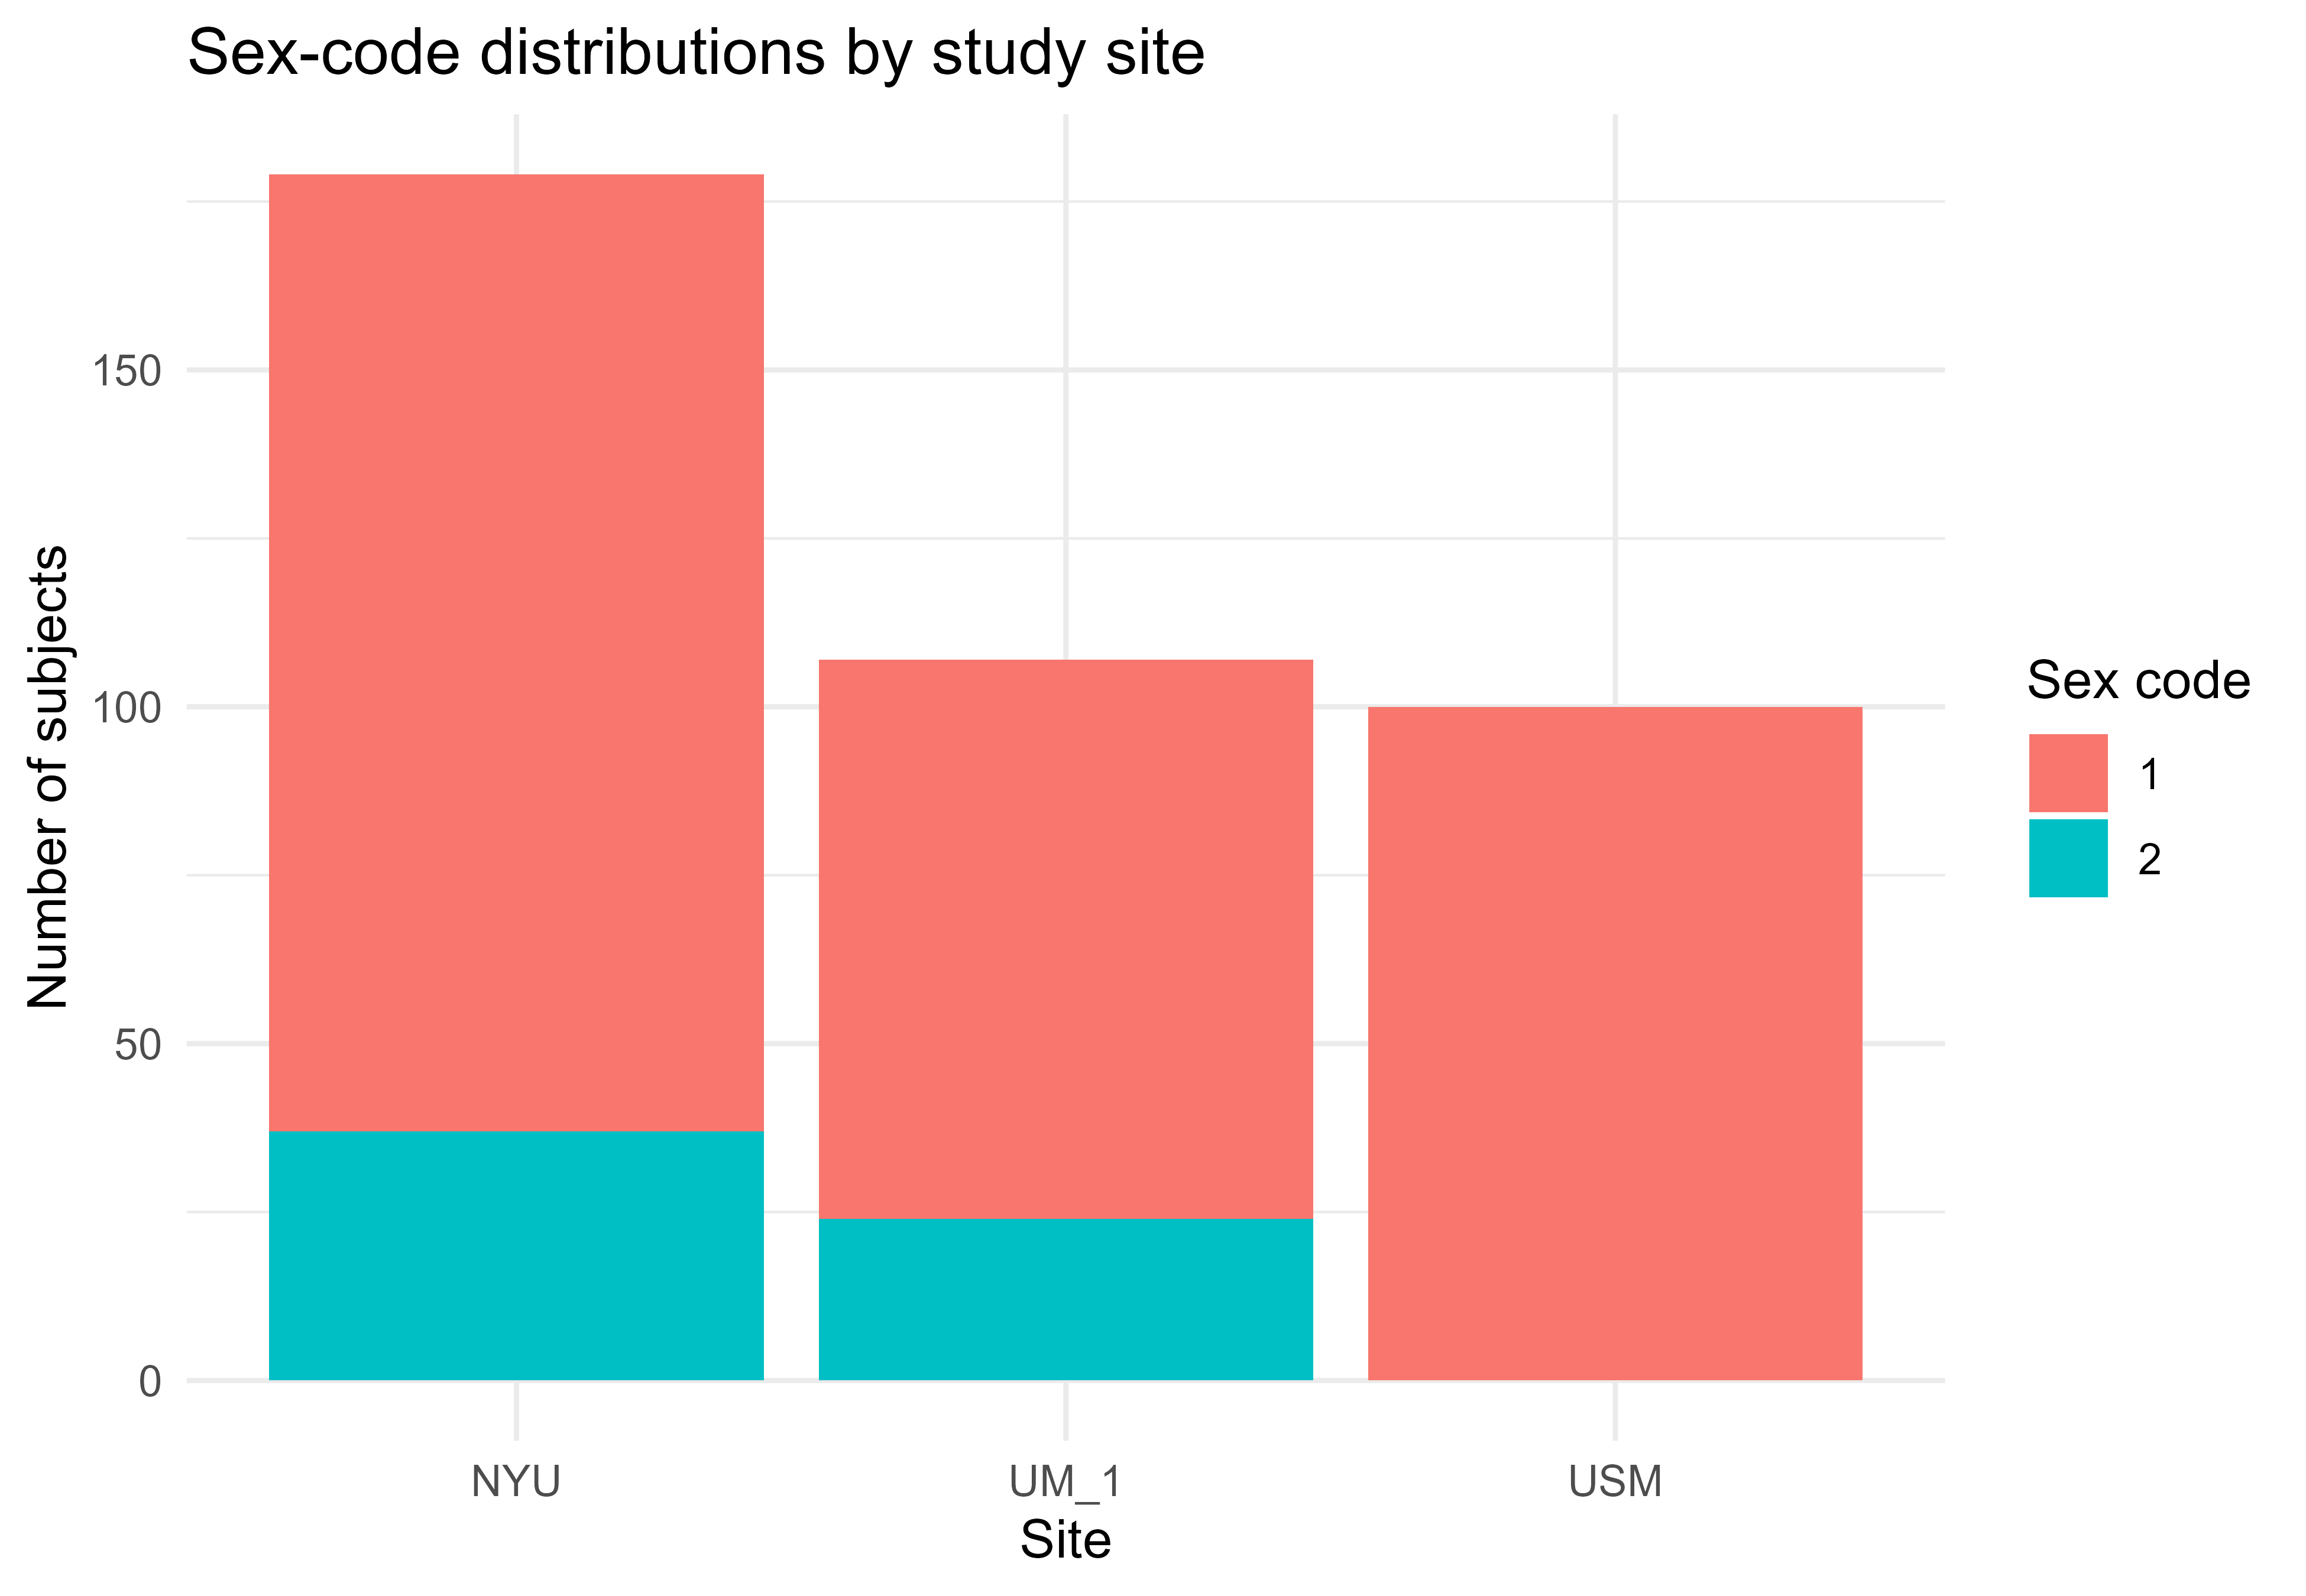 Sex-code distributions by study site
Number of subjects
150
100
50
0
NYU
UM_1
USM
Site
Sex code
1
2